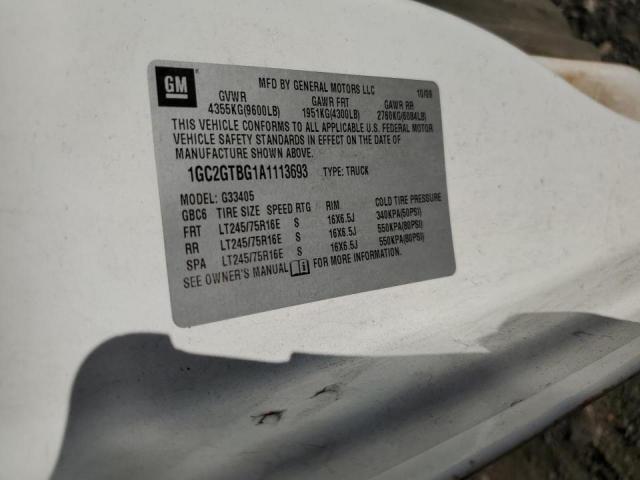 GM
MFD BY GENERAL MOTORS LLC 10/09
GVWR GAWR FRT GAWR RR
4355KG(9600LB) 1951KG(4300LB) 2760KG(6084LB)
THIS VEHICLE CONFORMS TO ALL APPLICABLE U.S. FEDERAL MOTOR
VEHICLE SAFETY STANDARDS IN EFFECT ON THE DATE OF
MANUFACTURE SHOWN ABOVE.
1GC2GTBG1A1113693 TYPE: TRUCK
MODEL: G33405
GBC6 TIRE SIZE SPEED RTG RIM COLD TIRE PRESSURE
FRT LT245/75R16E S 16X6.5J 340KPA(50PSI)
RR LT245/75R16E S 16X6.5J 550KPA(80PSI)
SPA LT245/75R16E S 16X6.5J 550KPA(80PSI)
SEE OWNER'S MANUAL FOR MORE INFORMATION.